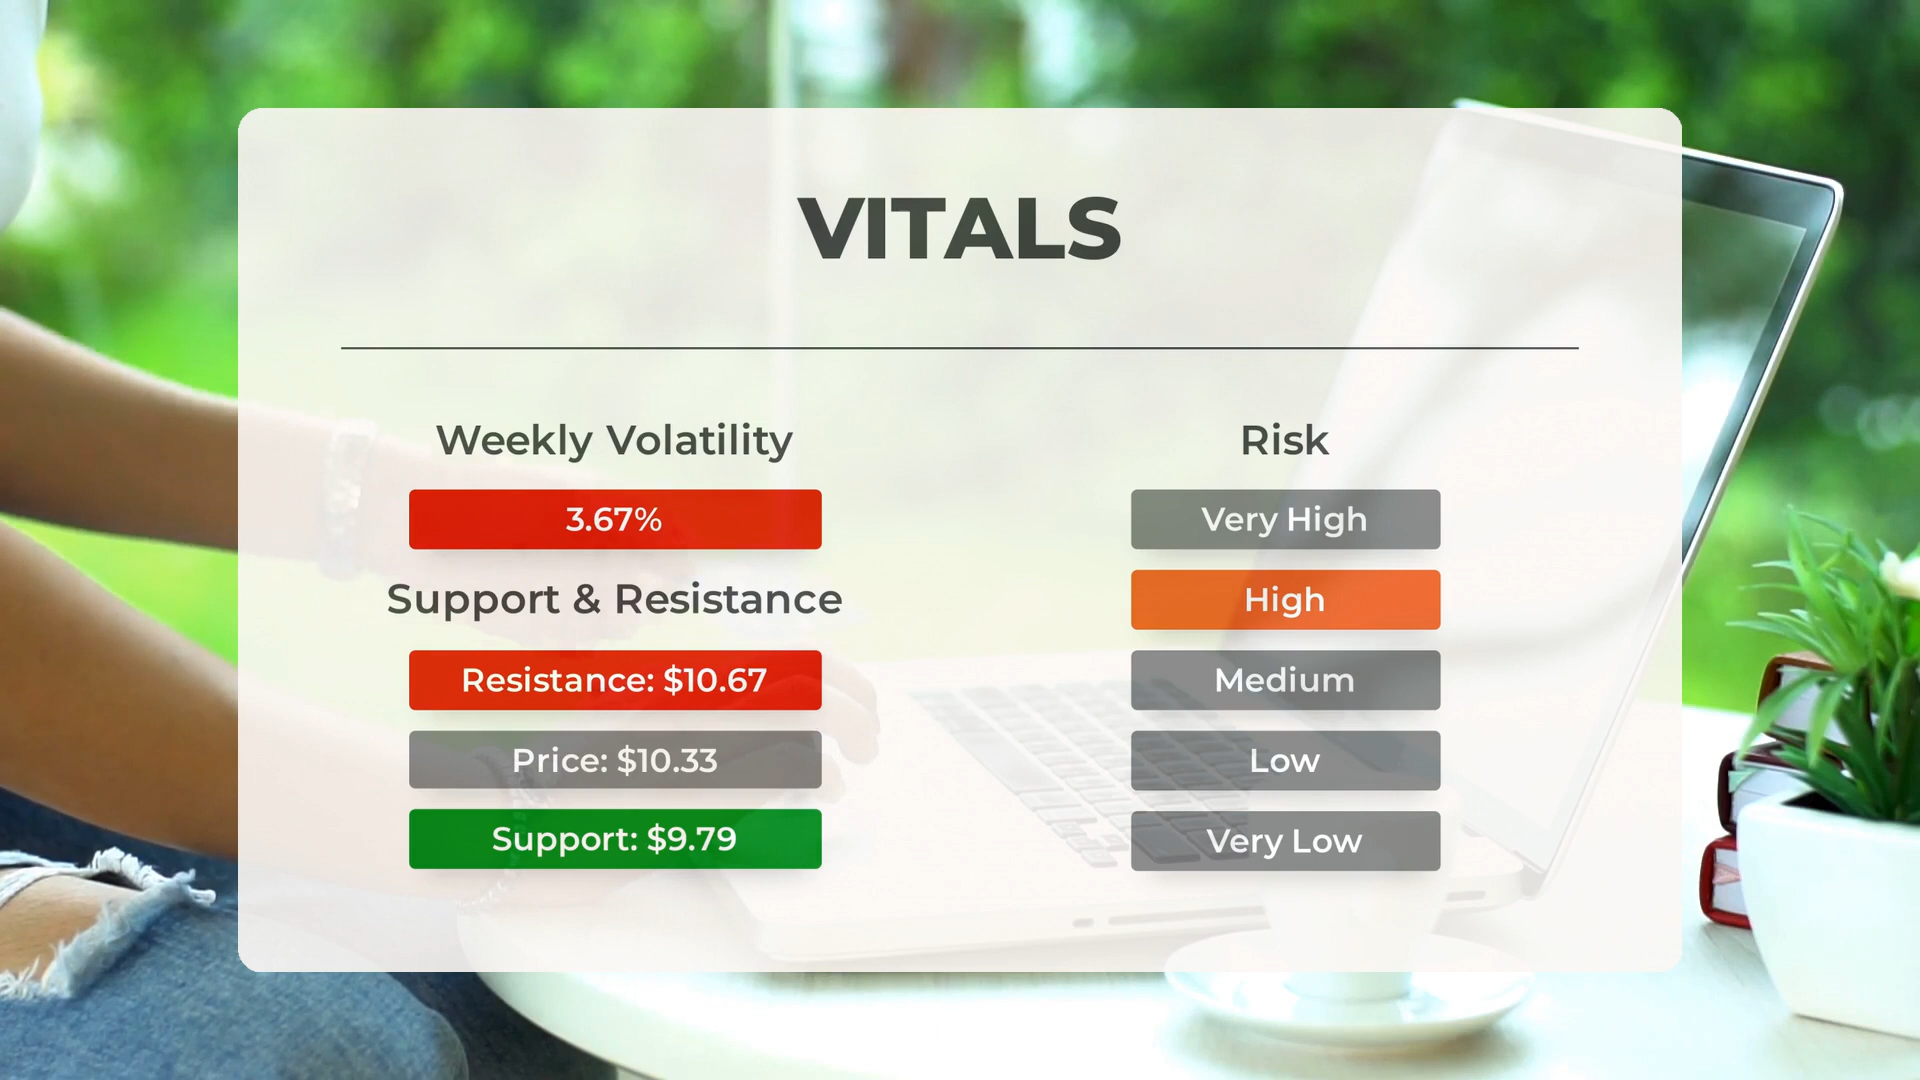 VITALS
Weekly Volatility
3.67%
Support & Resistance
Resistance: $10.67
Price: $10.33
Support: $9.79
Risk
Very High
High
Medium
Low
Very Low